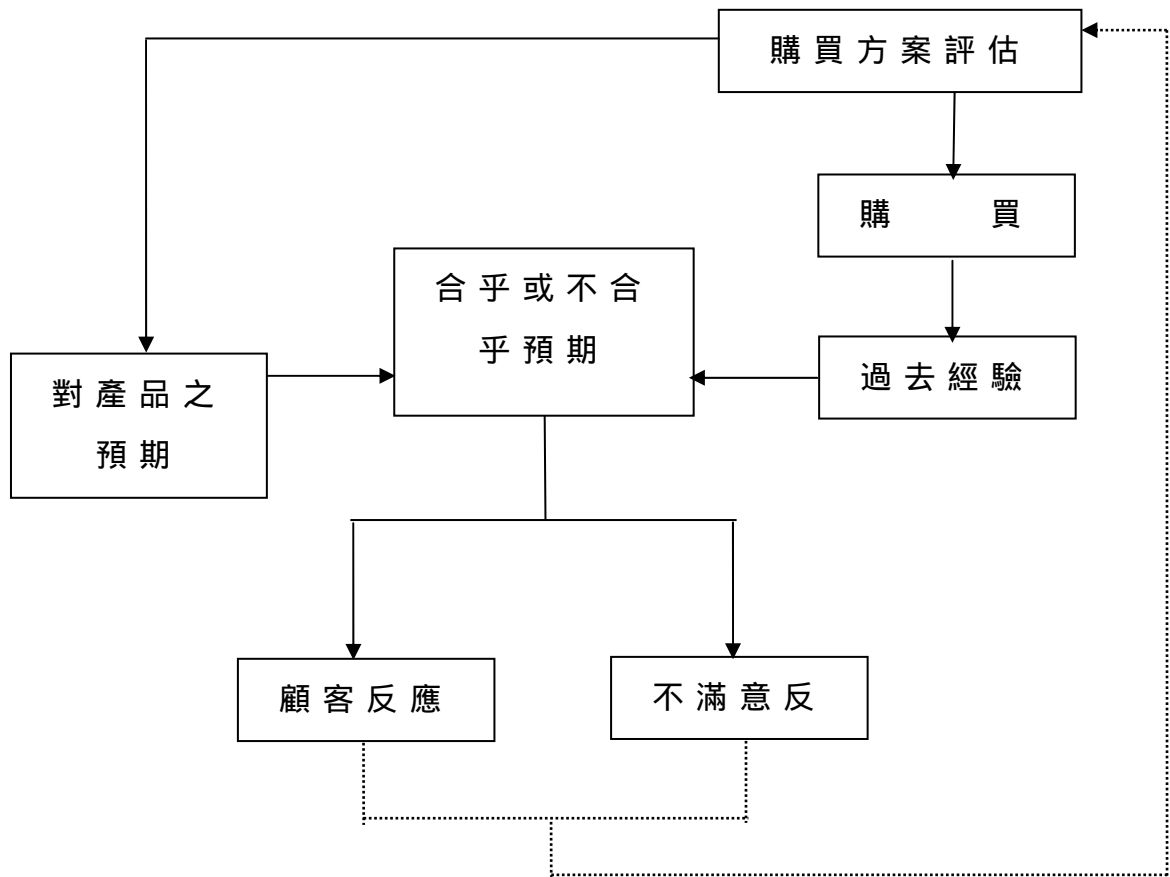 購買方案評估
購買
合乎或不合
乎預期
過去經驗
對產品之
預期
顧客反應
不滿意反